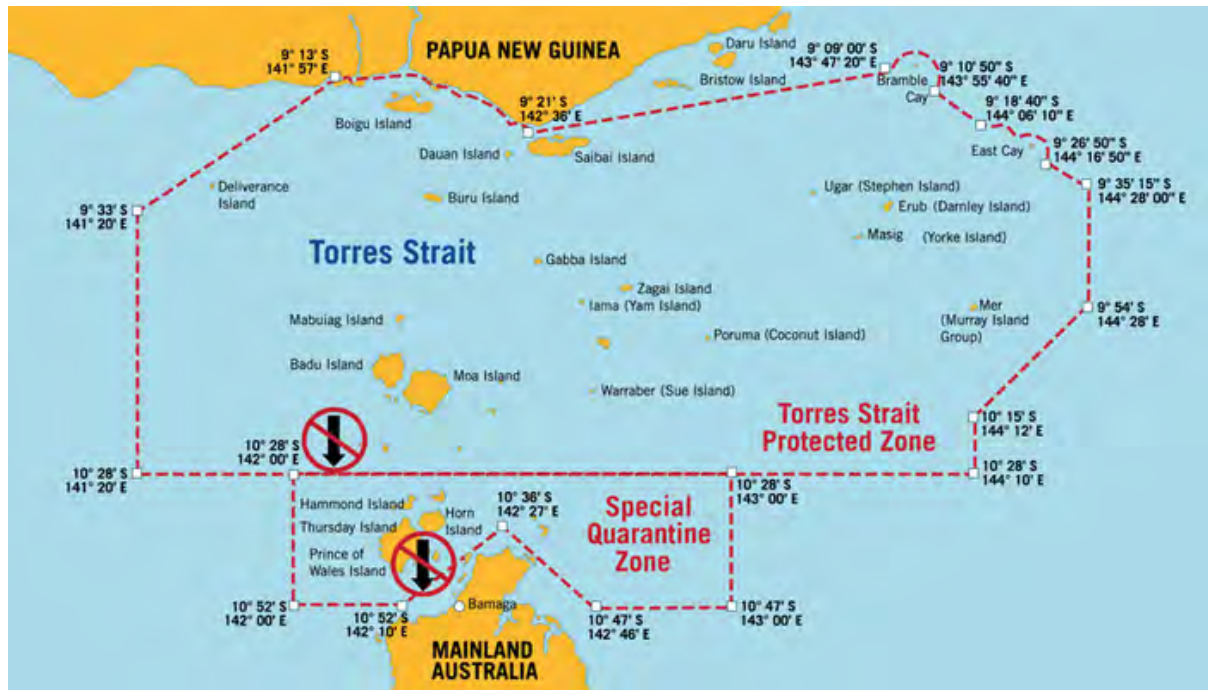 PAPUA NEW GUINEA
Daru Island
9° 13' S
141° 57' E
9° 09' 00" S
143° 47' 20" E
Bramble
Cay
9° 10' 50" S
143° 55' 40" E
Bristow Island
9° 18' 40" S
144° 06' 10" E
Boigu Island
9° 21' S
142° 36' E
9° 26' 50" S
144° 16' 50" E
East Cay
Dauan Island
Saibai Island
9° 35' 15" S
144° 28' 00" E
Deliverance
Island
Buru Island
Ugar (Stephen Island)
Erub (Darnley Island)
9° 33' S
141° 20' E
Masig (Yorke Island)
Torres Strait
Gabba Island
Zagai Island
Iama (Yam Island)
Mer
(Murray Island
Group)
9° 54' S
144° 28' E
Mabuiag Island
Poruma (Coconut Island)
Badu Island
Moa Island
Warraber (Sue Island)
Torres Strait
Protected Zone
10° 15' S
144° 12' E
10° 28' S
141° 20' E
10° 28' S
142° 00' E
10° 28' S
143° 00' E
10° 28' S
144° 10' E
Hammond Island
Thursday Island
Horn
Island
10° 36' S
142° 27' E
Special
Quarantine
Zone
Prince of
Wales Island
10° 52' S
142° 00' E
10° 52' S
142° 10' E
Bamaga
10° 47' S
142° 46' E
10° 47' S
143° 00' E
MAINLAND
AUSTRALIA